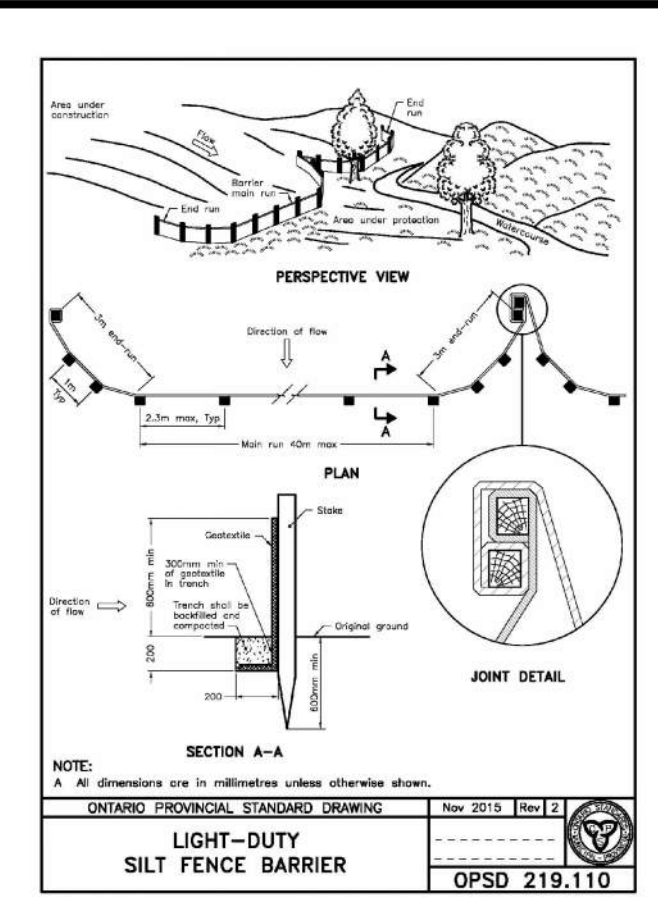 Area under
construction
Flow
End
run
Barrier
main run
End run
Area under protection
Watercourse
PERSPECTIVE VIEW
3m end-run
Direction of flow
3m end-run
A
1m
Typ
2.3m max, Typ
A
Main run 40m max
PLAN
Stake
Geotextile
300mm min
of geotextile
in trench
Trench shall be
backfilled and
compacted
Direction
of flow
Original ground
200
200
600mm min
JOINT DETAIL
SECTION A-A
NOTE:
A All dimensions are in millimetres unless otherwise shown.
ONTARIO PROVINCIAL STANDARD DRAWING
Nov 2015
Rev 2
LIGHT-DUTY
SILT FENCE BARRIER
OPSD 219.110